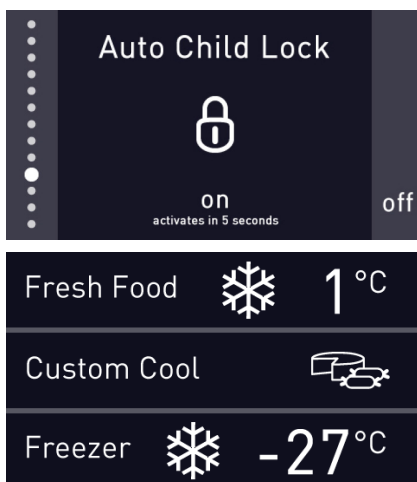 Auto Child Lock
on
off
activates in 5 seconds
Fresh Food 1°C
Custom Cool
Freezer -27°C